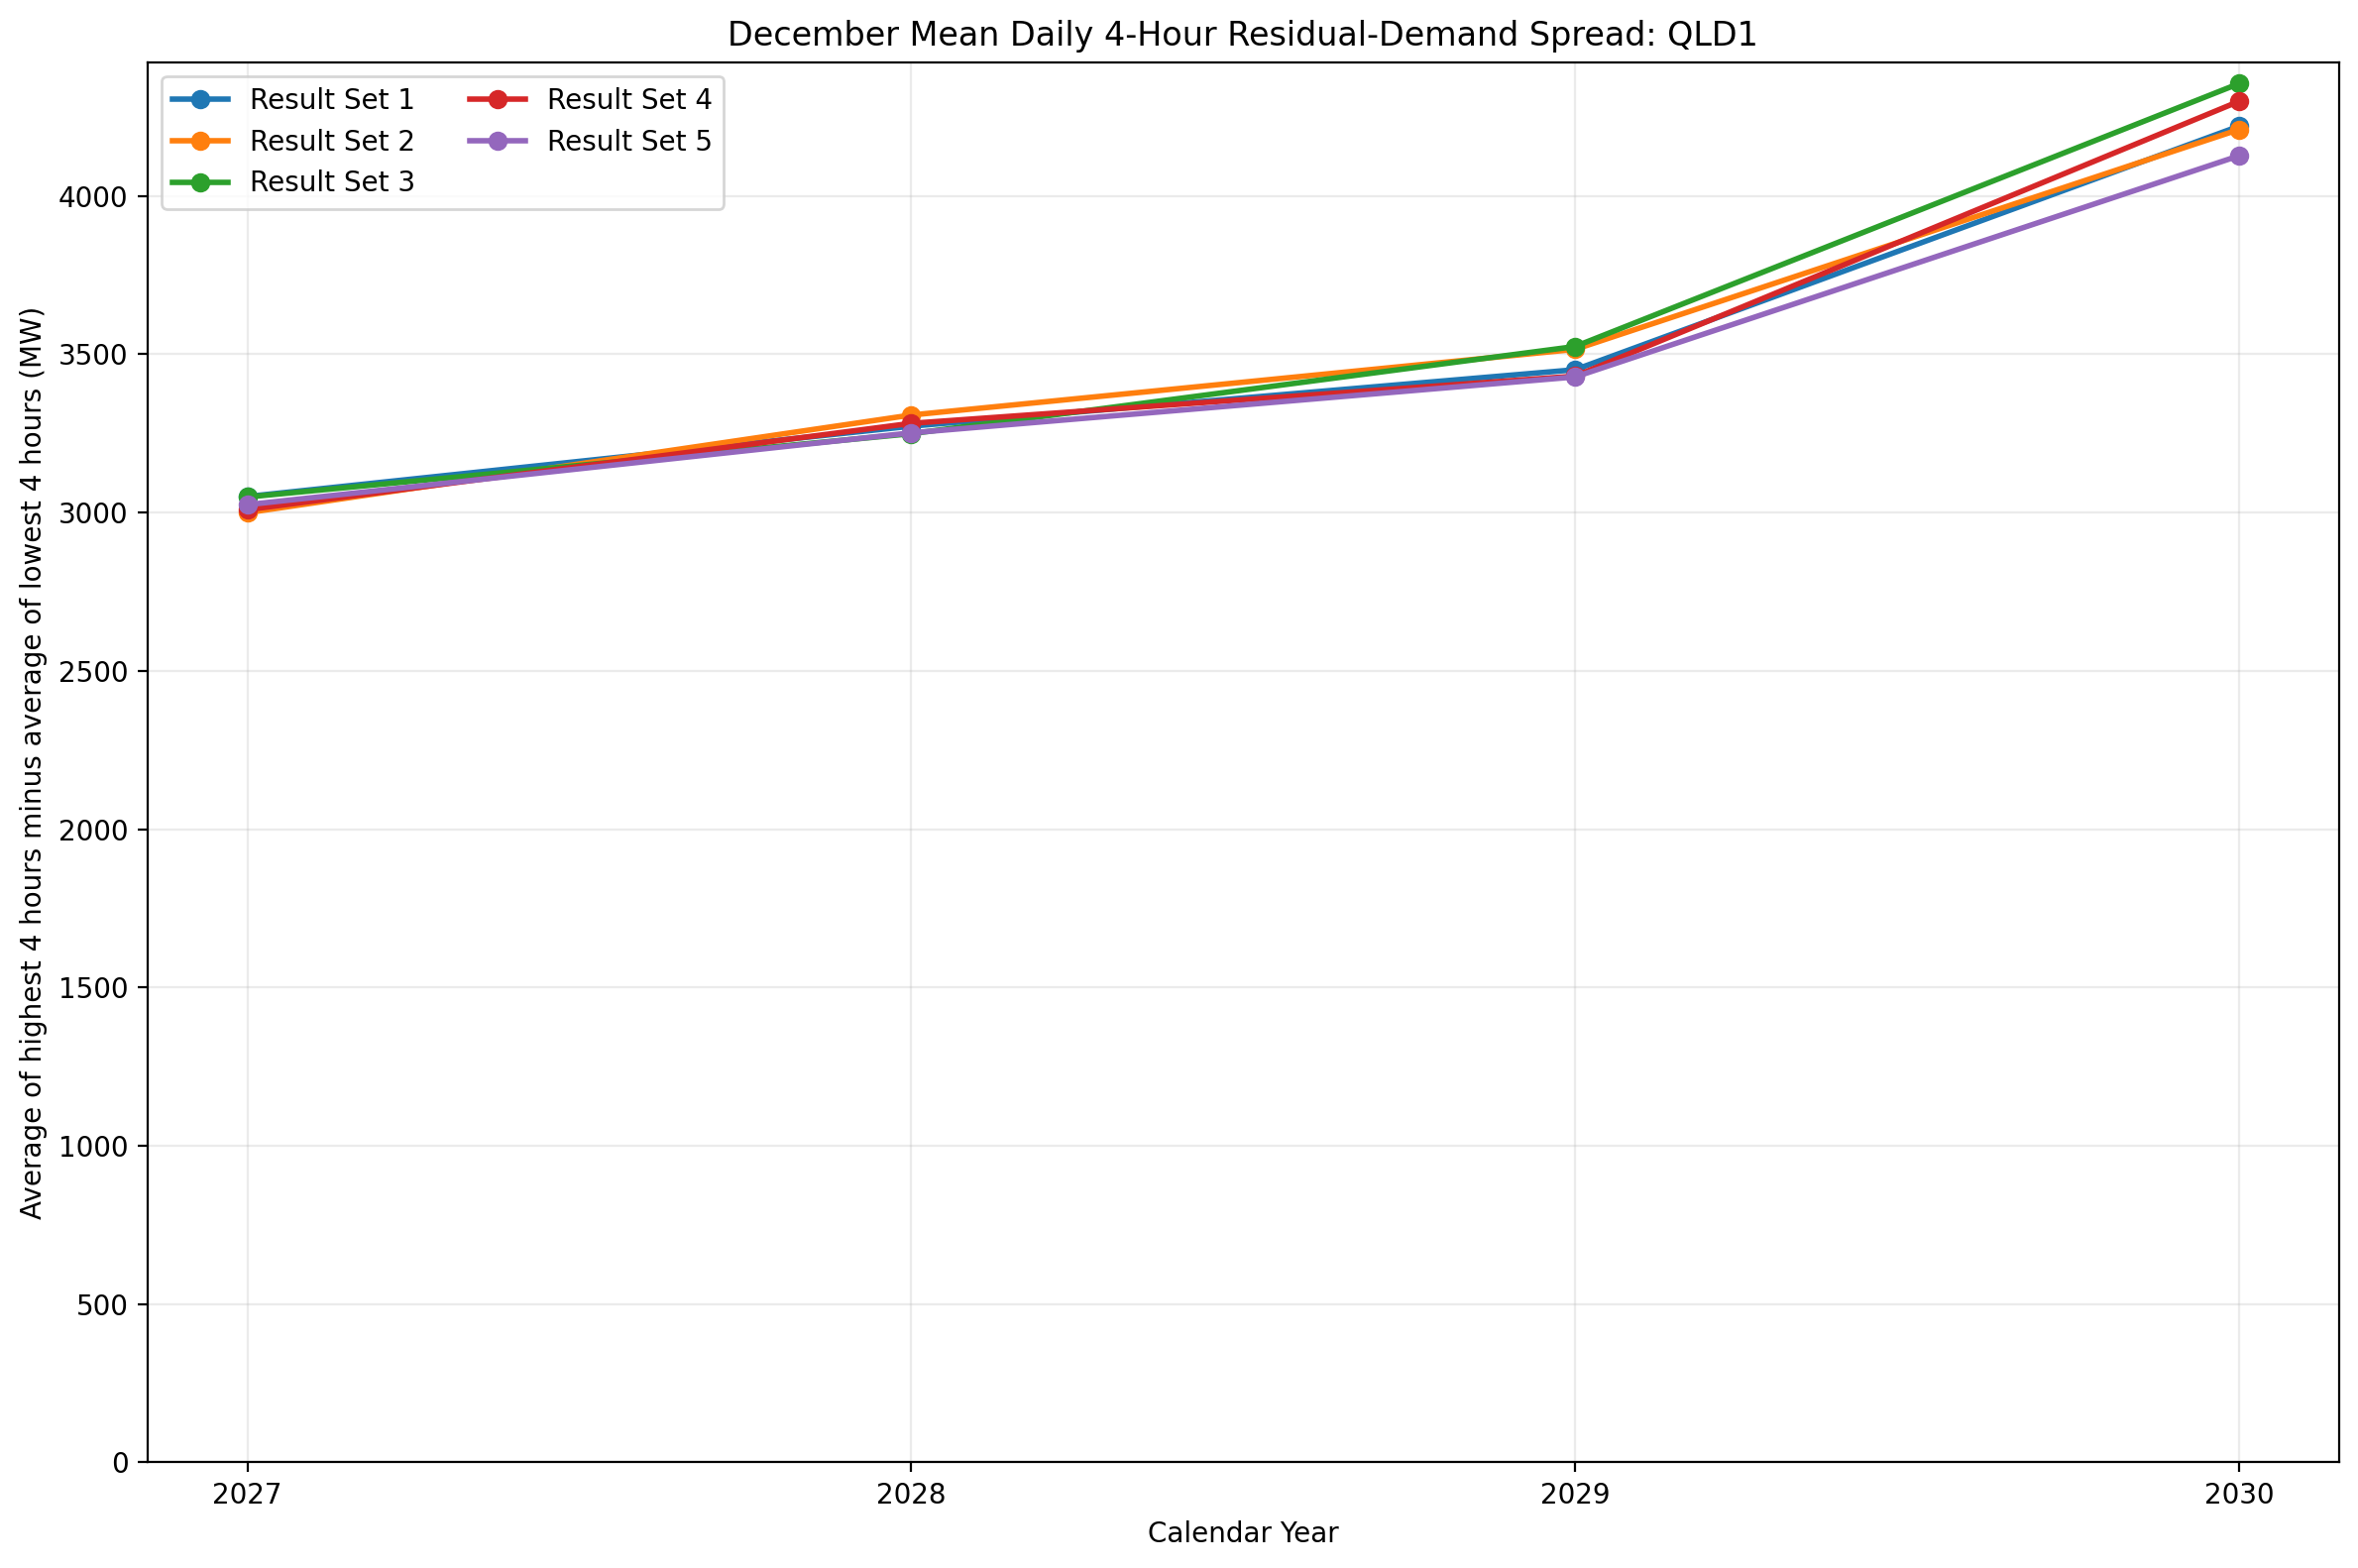 December Mean Daily 4-Hour Residual-Demand Spread: QLD1
Result Set 1
Result Set 2
Result Set 3
Result Set 4
Result Set 5
Average of highest 4 hours minus average of lowest 4 hours (MW)
4000
3500
3000
2500
2000
1500
1000
500
0
2027
2028
2029
2030
Calendar Year